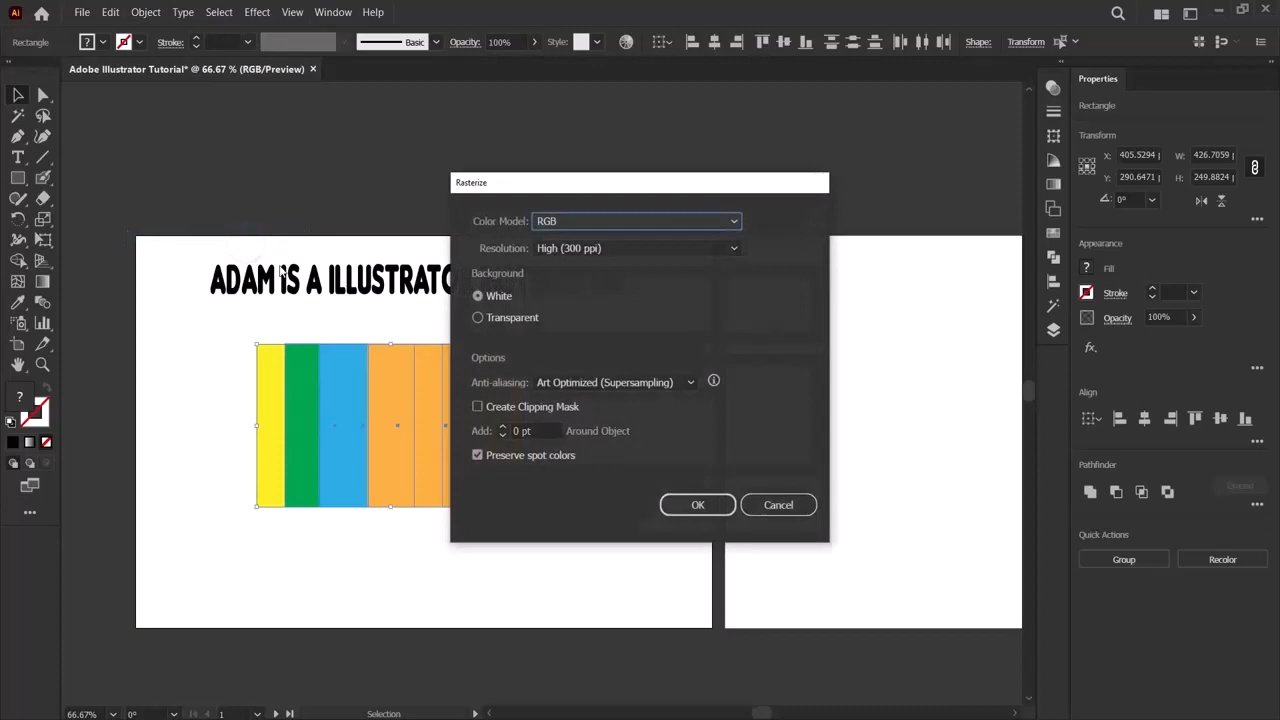 Ai File Edit Object Type Select Effect View Window Help
Rectangle ? Stroke: Basic Opacity: 100% Style: Shape: Transform
Adobe Illustrator Tutorial* @ 66.67 % (RGB/Preview) ×
Properties
Rectangle
Transform
X: 405.5294 p W: 426.7059
Y: 290.6471 p H: 249.8824
0°
Appearance
? Fill
Stroke
Opacity 100%
fx.
Align
Pathfinder
Quick Actions
Group Recolor
Rasterize
Color Model: RGB
Resolution: High (300 ppi)
Background
White
Transparent
Options
Anti-aliasing: Art Optimized (Supersampling)
Create Clipping Mask
Add: 0 pt Around Object
Preserve spot colors
OK Cancel
ADAM IS A ILLUSTRATO
?
66.67% 0° 1 Selection